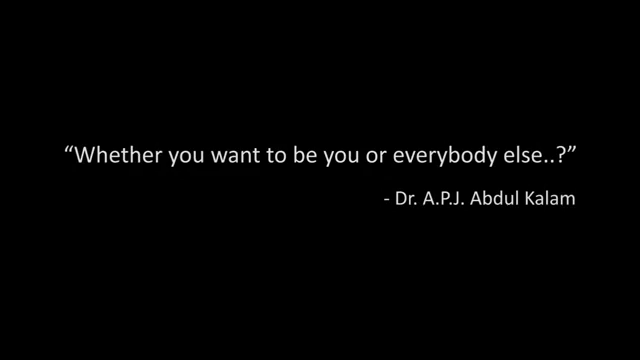 “Whether you want to be you or everybody else..?”
- Dr. A.P.J. Abdul Kalam